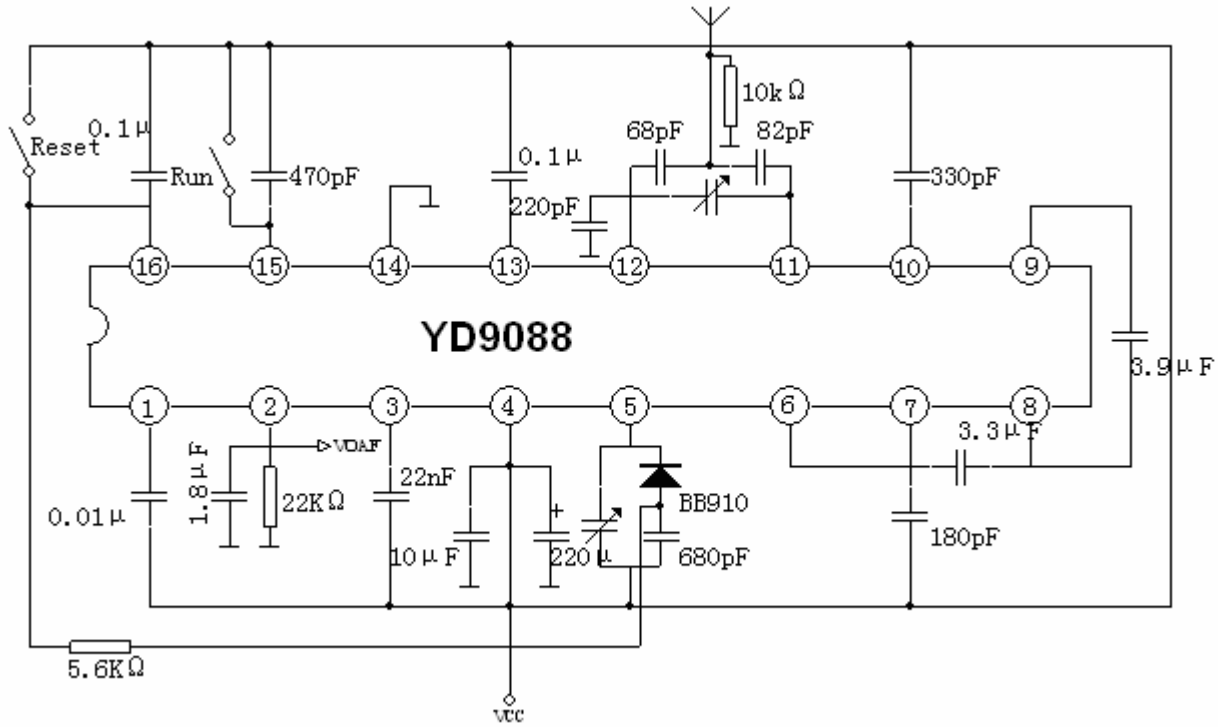 10kΩ
68pF
82pF
0.1μ
Reset
Run
470pF
0.1μ
220pF
330pF
16
15
14
13
12
11
10
9
YD9088
3.9μF
1
2
3
4
5
6
7
8
3.3μF
VOAF
1.8μF
22nF
22KΩ
BB910
0.01μ
10μF
220μ
+
680pF
180pF
5.6KΩ
VCC